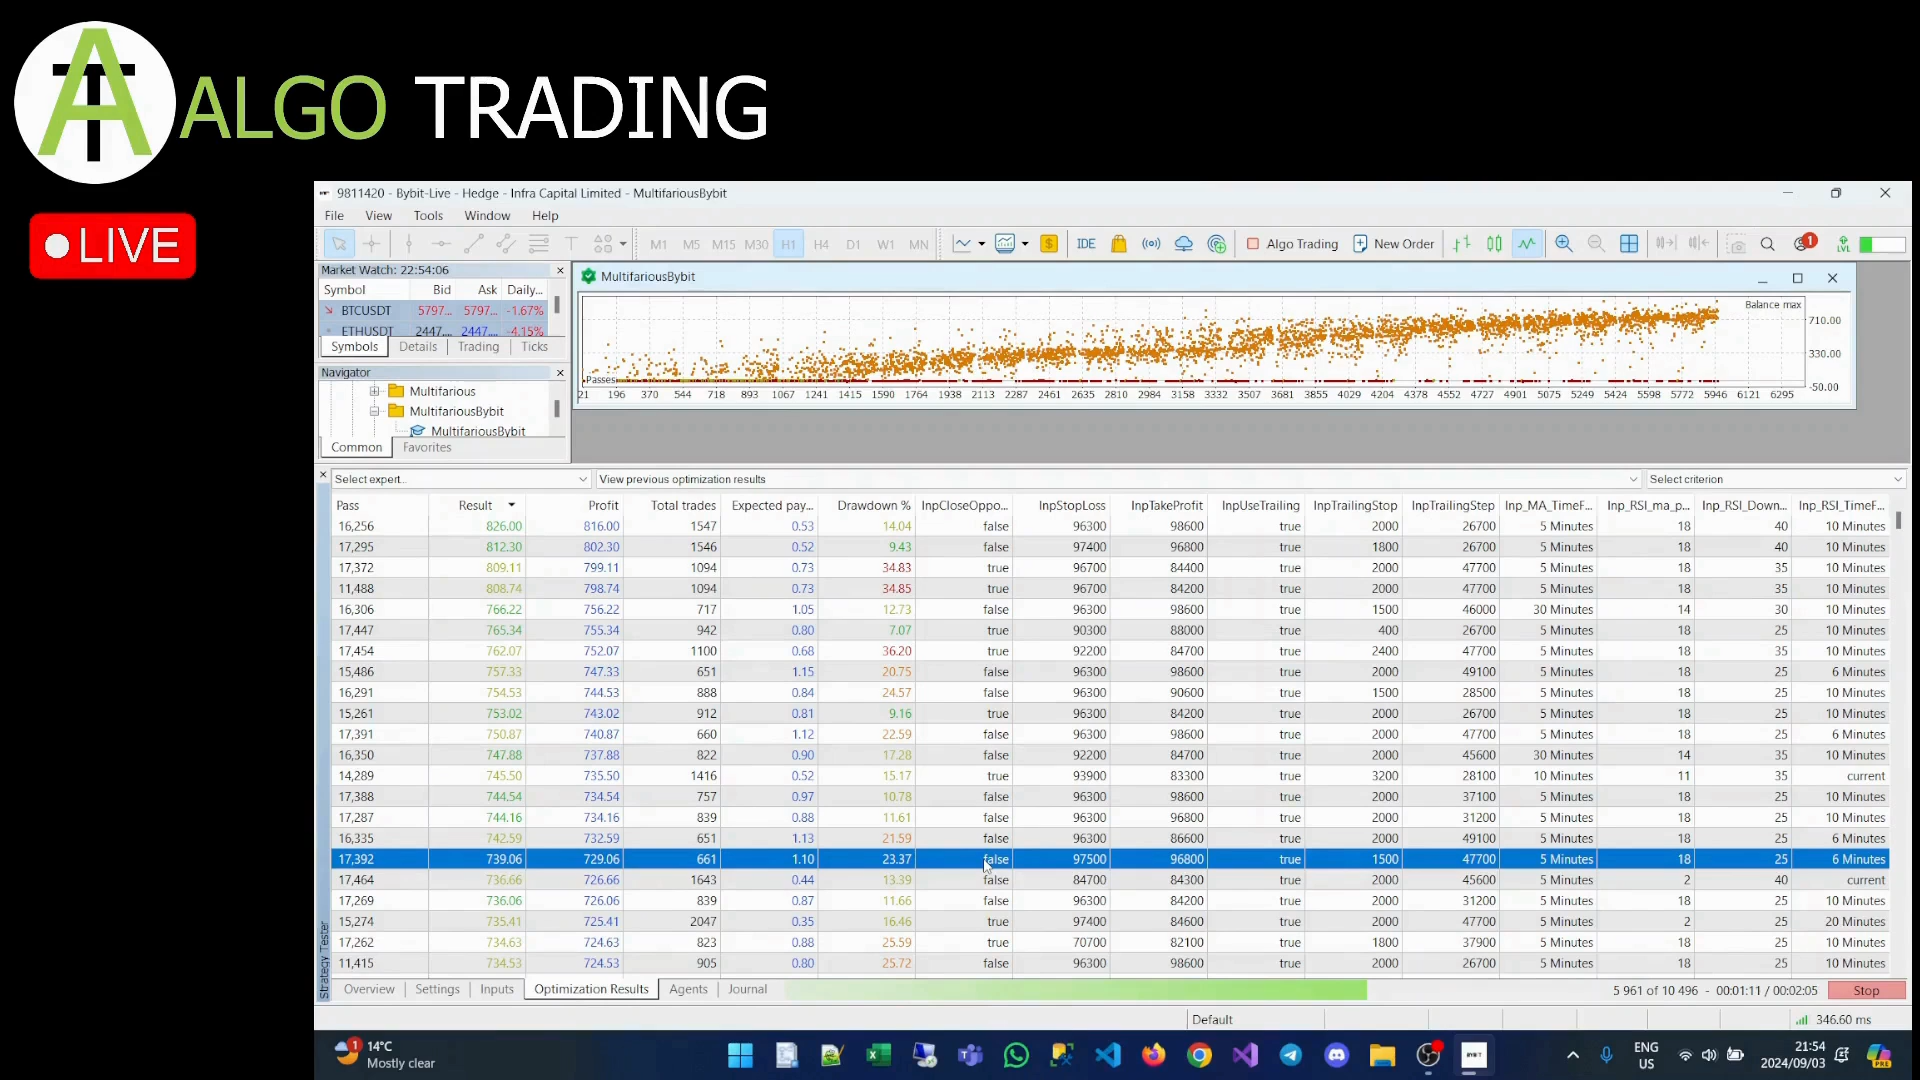 ALGO TRADING
LIVE
9811420 - Bybit-Live - Hedge - Infra Capital Limited - MultifariousBybit
File View Tools Window Help
M1 M5 M15 M30 H1 H4 D1 W1 MN IDE Algo Trading New Order 1 LVL
Market Watch: 22:54:06
Symbol Bid Ask Daily...
BTCUSDT 5797... 5797... -1.67%
ETHUSDT 2447... 2447... -4.15%
Symbols Details Trading Ticks
Navigator
Multifarious
MultifariousBybit
MultifariousBybit
Common Favorites
MultifariousBybit
Balance max
710.00
330.00
-50.00
Passes
21 196 370 544 718 893 1067 1241 1415 1590 1764 1938 2113 2287 2461 2635 2810 2984 3158 3332 3507 3681 3855 4029 4204 4378 4552 4727 4901 5075 5249 5424 5598 5772 5946 6121 6295
Select expert... View previous optimization results Select criterion
Pass Result Profit Total trades Expected pay... Drawdown % InpCloseOppo... InpStopLoss InpTakeProfit InpUseTrailing InpTrailingStop InpTrailingStep Inp_MA_TimeF... Inp_RSI_ma_p... Inp_RSI_Down... Inp_RSI_TimeF...
16,256 826.00 816.00 1547 0.53 14.04 false 96300 98600 true 2000 26700 5 Minutes 18 40 10 Minutes
17,295 812.30 802.30 1546 0.52 9.43 false 97400 96800 true 1800 26700 5 Minutes 18 40 10 Minutes
17,372 809.11 799.11 1094 0.73 34.83 true 96700 84400 true 2000 47700 5 Minutes 18 35 10 Minutes
11,488 808.74 798.74 1094 0.73 34.85 true 96700 84200 true 2000 47700 5 Minutes 18 35 10 Minutes
16,306 766.22 756.22 717 1.05 12.73 false 96300 98600 true 1500 46000 30 Minutes 14 30 10 Minutes
17,447 765.34 755.34 942 0.80 7.07 true 90300 88000 true 400 26700 5 Minutes 18 25 10 Minutes
17,454 762.07 752.07 1100 0.68 36.20 true 92200 84700 true 2400 47700 5 Minutes 18 35 10 Minutes
15,486 757.33 747.33 651 1.15 20.75 false 96300 98600 true 2000 49100 5 Minutes 18 25 6 Minutes
16,291 754.53 744.53 888 0.84 24.57 false 96300 90600 true 1500 28500 5 Minutes 18 25 10 Minutes
15,261 753.02 743.02 912 0.81 9.16 true 96300 84200 true 2000 26700 5 Minutes 18 25 10 Minutes
17,391 750.87 740.87 660 1.12 22.59 false 96300 98600 true 2000 47700 5 Minutes 18 25 6 Minutes
16,350 747.88 737.88 822 0.90 17.28 false 92200 84700 true 2000 45600 30 Minutes 14 35 10 Minutes
14,289 745.50 735.50 1416 0.52 15.17 true 93900 83300 true 3200 28100 10 Minutes 11 35 current
17,388 744.54 734.54 757 0.97 10.78 false 96300 98600 true 2000 37100 5 Minutes 18 25 10 Minutes
17,287 744.16 734.16 839 0.88 11.61 false 96300 96800 true 2000 31200 5 Minutes 18 25 10 Minutes
16,335 742.59 732.59 651 1.13 21.59 false 96300 86600 true 2000 49100 5 Minutes 18 25 6 Minutes
17,392 739.06 729.06 661 1.10 23.37 false 97500 96800 true 1500 47700 5 Minutes 18 25 6 Minutes
17,464 736.66 726.66 1643 0.44 13.39 false 84700 84300 true 2000 45600 5 Minutes 2 40 current
17,269 736.06 726.06 839 0.87 11.66 false 96300 84200 true 2000 31200 5 Minutes 18 25 10 Minutes
15,274 735.41 725.41 2047 0.35 16.46 true 97400 84600 true 2000 47700 5 Minutes 2 25 20 Minutes
17,262 734.63 724.63 823 0.88 25.59 true 70700 82100 true 1800 37900 5 Minutes 18 25 10 Minutes
11,415 734.53 724.53 905 0.80 25.72 false 96300 98600 true 2000 26700 5 Minutes 18 25 10 Minutes
Strategy Tester
Overview Settings Inputs Optimization Results Agents Journal 5 961 of 10 496 - 00:01:11 / 00:02:05 Stop
Default 346.60 ms
1 14°C
Mostly clear
ENG
US
21:54
2024/09/03
PRE